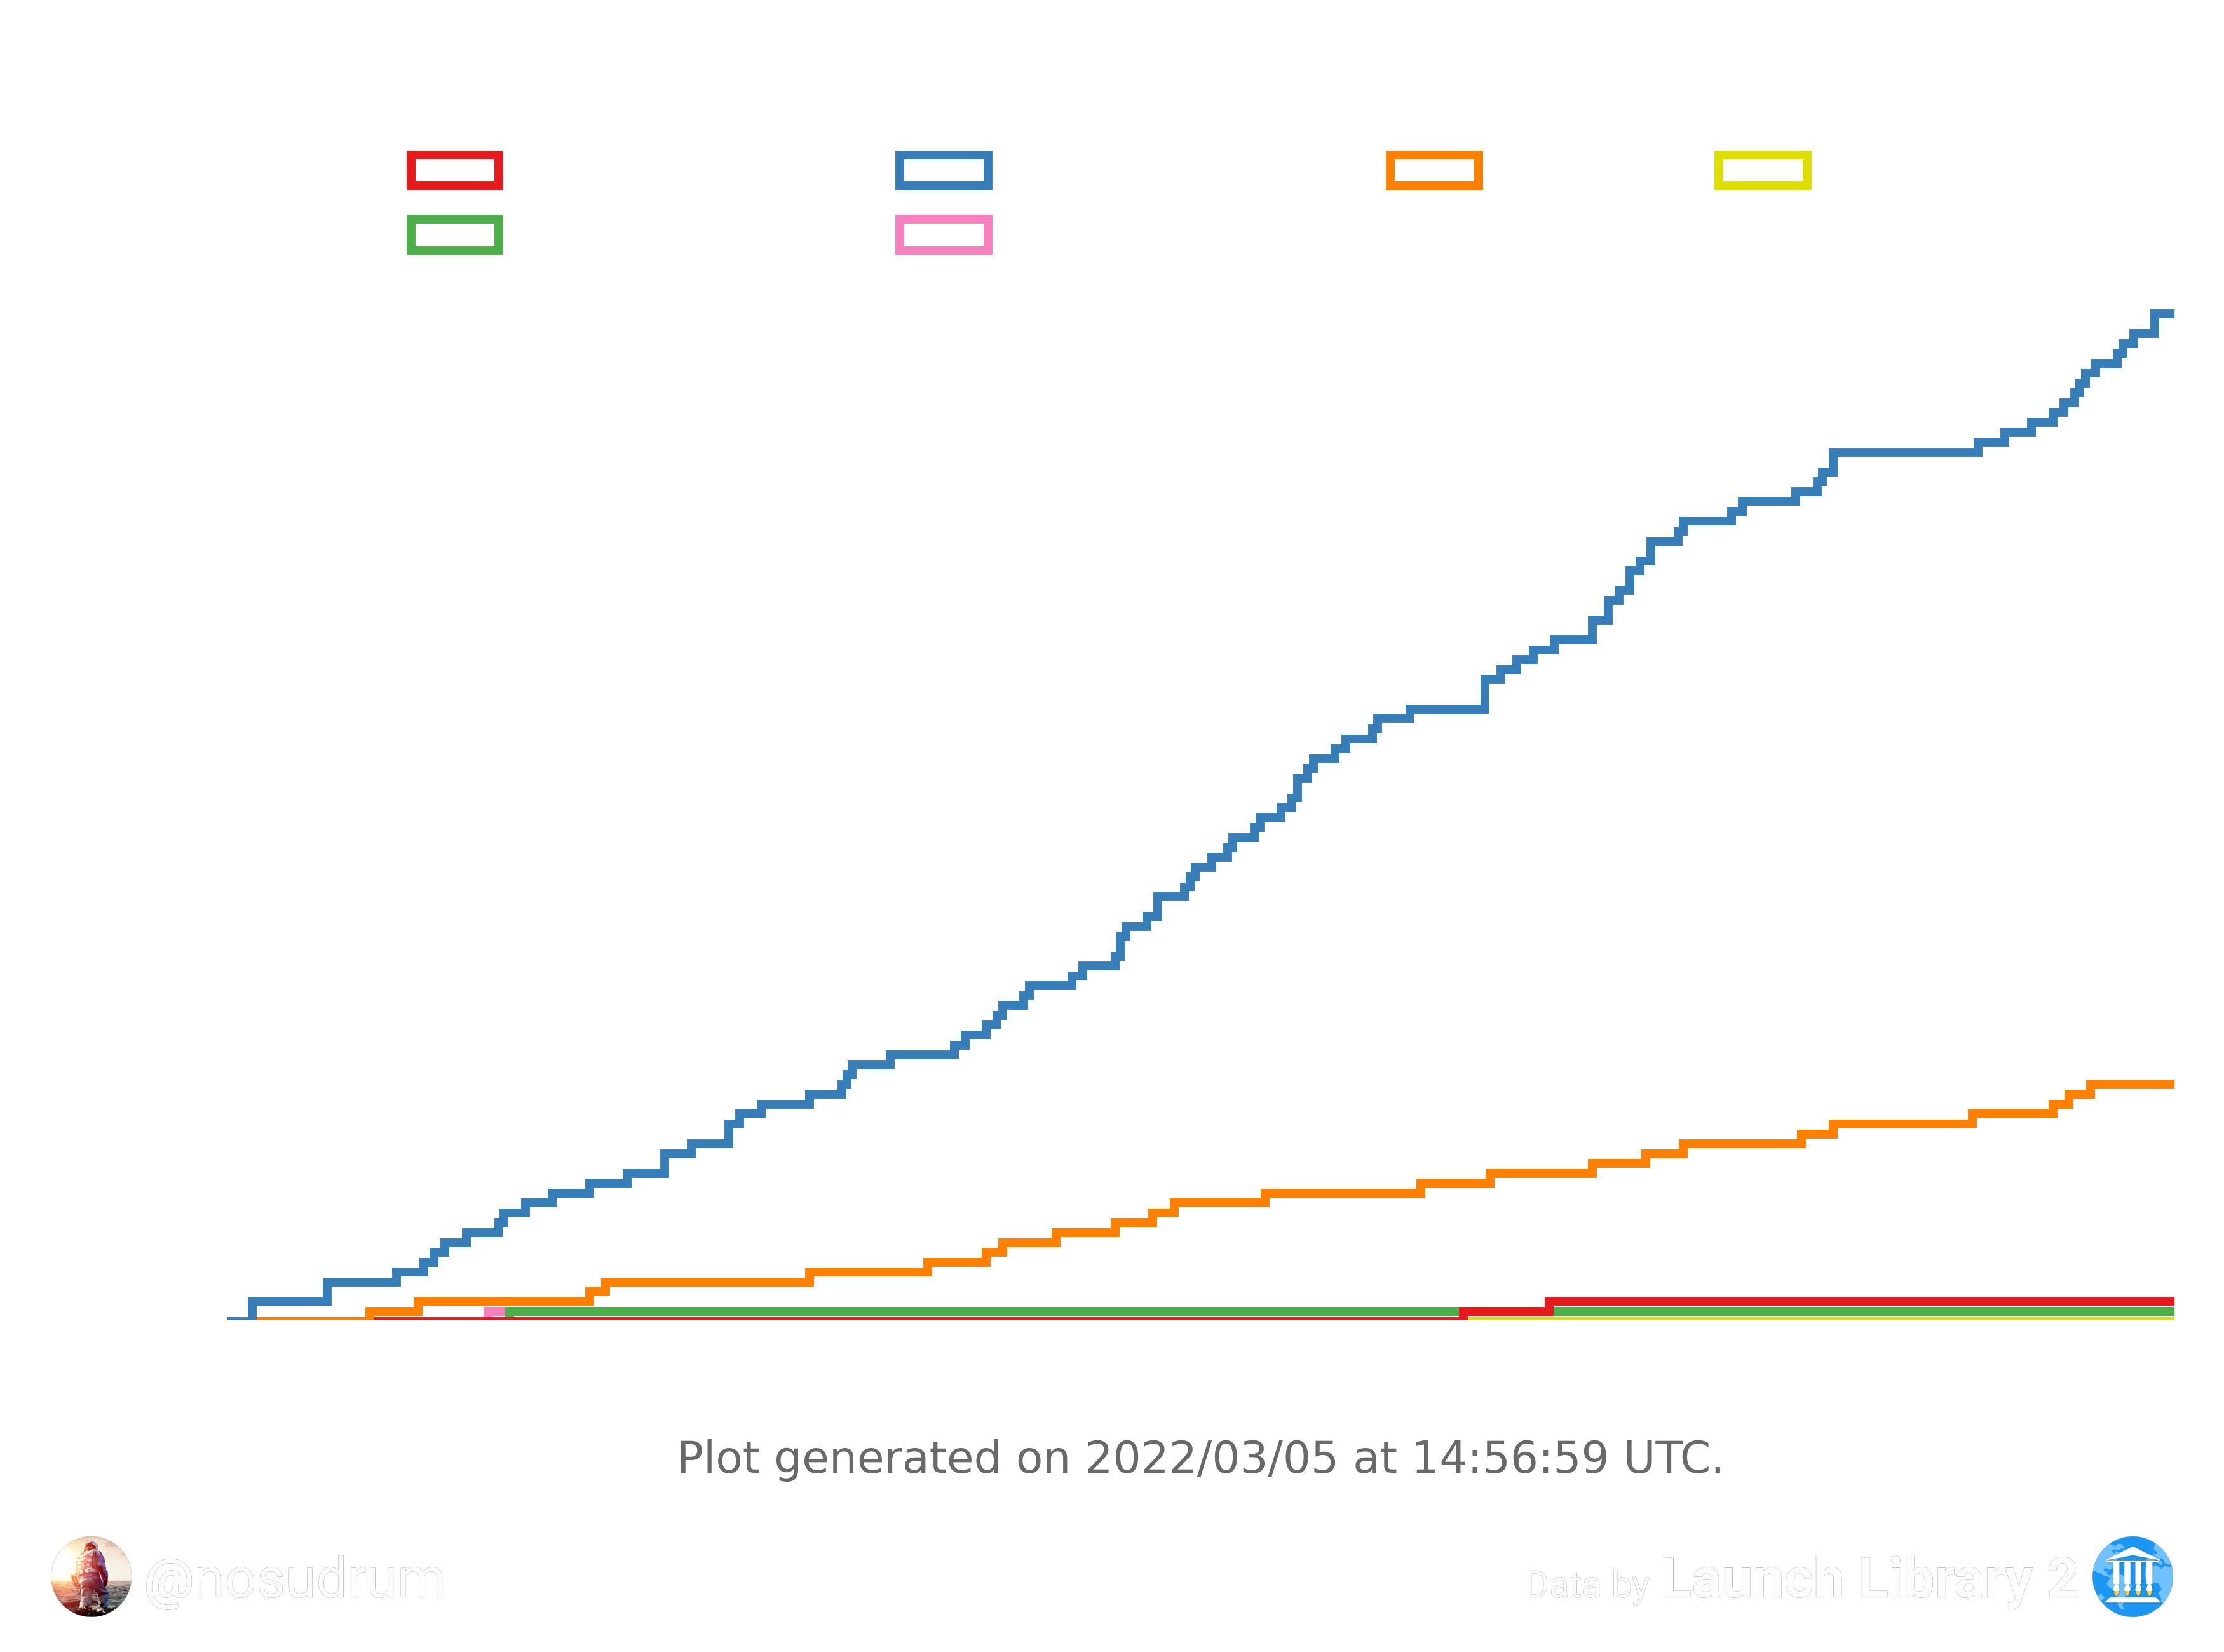 Plot generated on 2022/03/05 at 14:56:59 UTC.
@nosudrum
Data by Launch Library 2